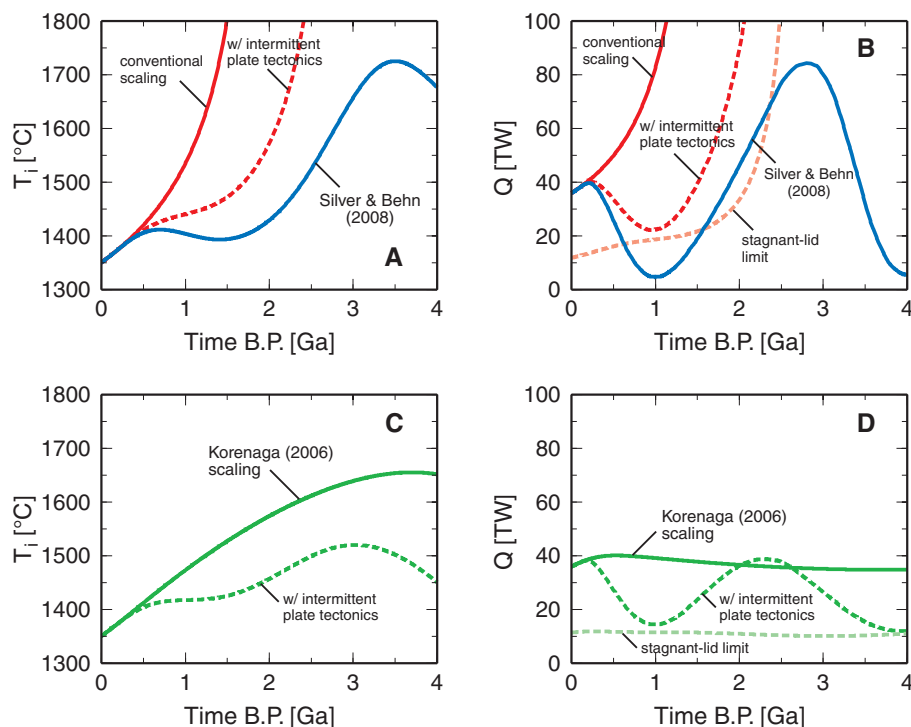 1800
1700
1600
1500
1400
1300
T_i [°C]
conventional
scaling
w/ intermittent
plate tectonics
Silver & Behn
(2008)
A
0 1 2 3 4
Time B.P. [Ga]
100
80
60
40
20
0
Q [TW]
conventional
scaling
B
w/ intermittent
plate tectonics
Silver & Behn
(2008)
stagnant-lid
limit
0 1 2 3 4
Time B.P. [Ga]
1800
1700
1600
1500
1400
1300
T_i [°C]
C
Korenaga (2006)
scaling
w/ intermittent
plate tectonics
0 1 2 3 4
Time B.P. [Ga]
100
80
60
40
20
0
Q [TW]
D
Korenaga (2006)
scaling
w/ intermittent
plate tectonics
stagnant-lid limit
0 1 2 3 4
Time B.P. [Ga]